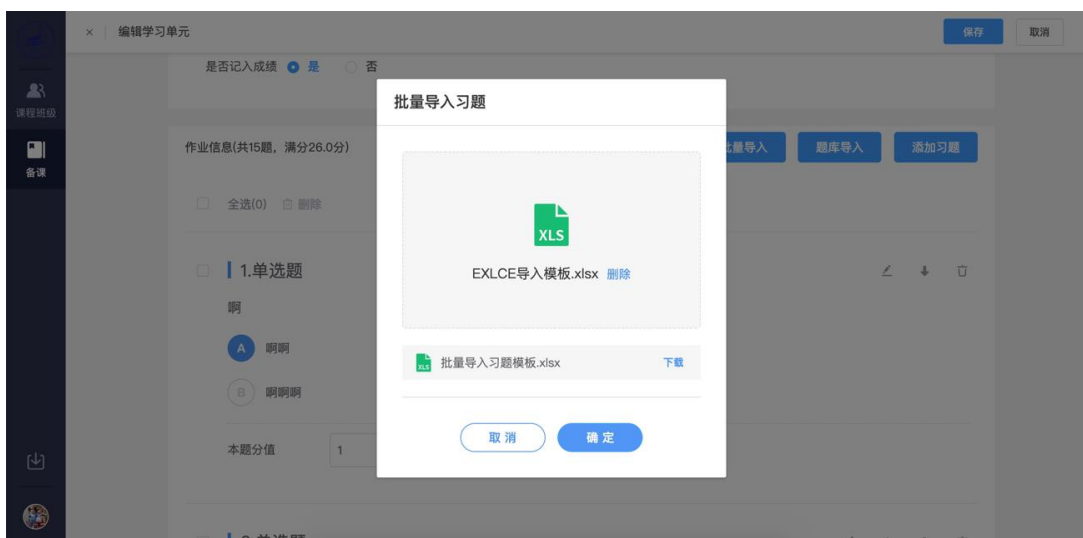 × 编辑学习单元
保存 取消
是否记入成绩 是 否
课程班级
备课
作业信息(共15题，满分26.0分)
批量导入 题库导入 添加习题
全选(0) 删除
1.单选题
啊
A 啊啊
B 啊啊啊
本题分值 1
批量导入习题
XLS
EXLCE导入模板.xlsx 删除
XLS 批量导入习题模板.xlsx 下载
取消 确定
2.单选题